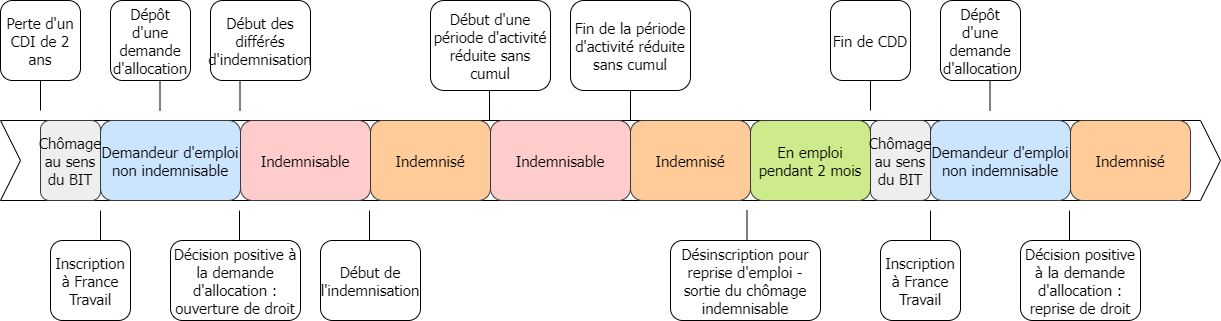 Perte d'un
CDI de 2
ans
Dépôt
d'une
demande
d'allocation
Début des
différés
d'indemnisation
Début d'une
période d'activité
réduite sans
cumul
Fin de la période
d'activité réduite
sans cumul
Fin de CDD
Dépôt
d'une
demande
d'allocation
Chômage
au sens
du BIT
Demandeur d'emploi
non indemnisable
Indemnisable
Indemnisé
Indemnisable
Indemnisé
En emploi
pendant 2 mois
Chômage
au sens
du BIT
Demandeur d'emploi
non indemnisable
Indemnisé
Inscription
à France
Travail
Décision positive à
la demande
d'allocation :
ouverture de droit
Début de
l'indemnisation
Désinscription pour
reprise d'emploi -
sortie du chômage
indemnisable
Inscription
à France
Travail
Décision positive
à la demande
d'allocation :
reprise de droit